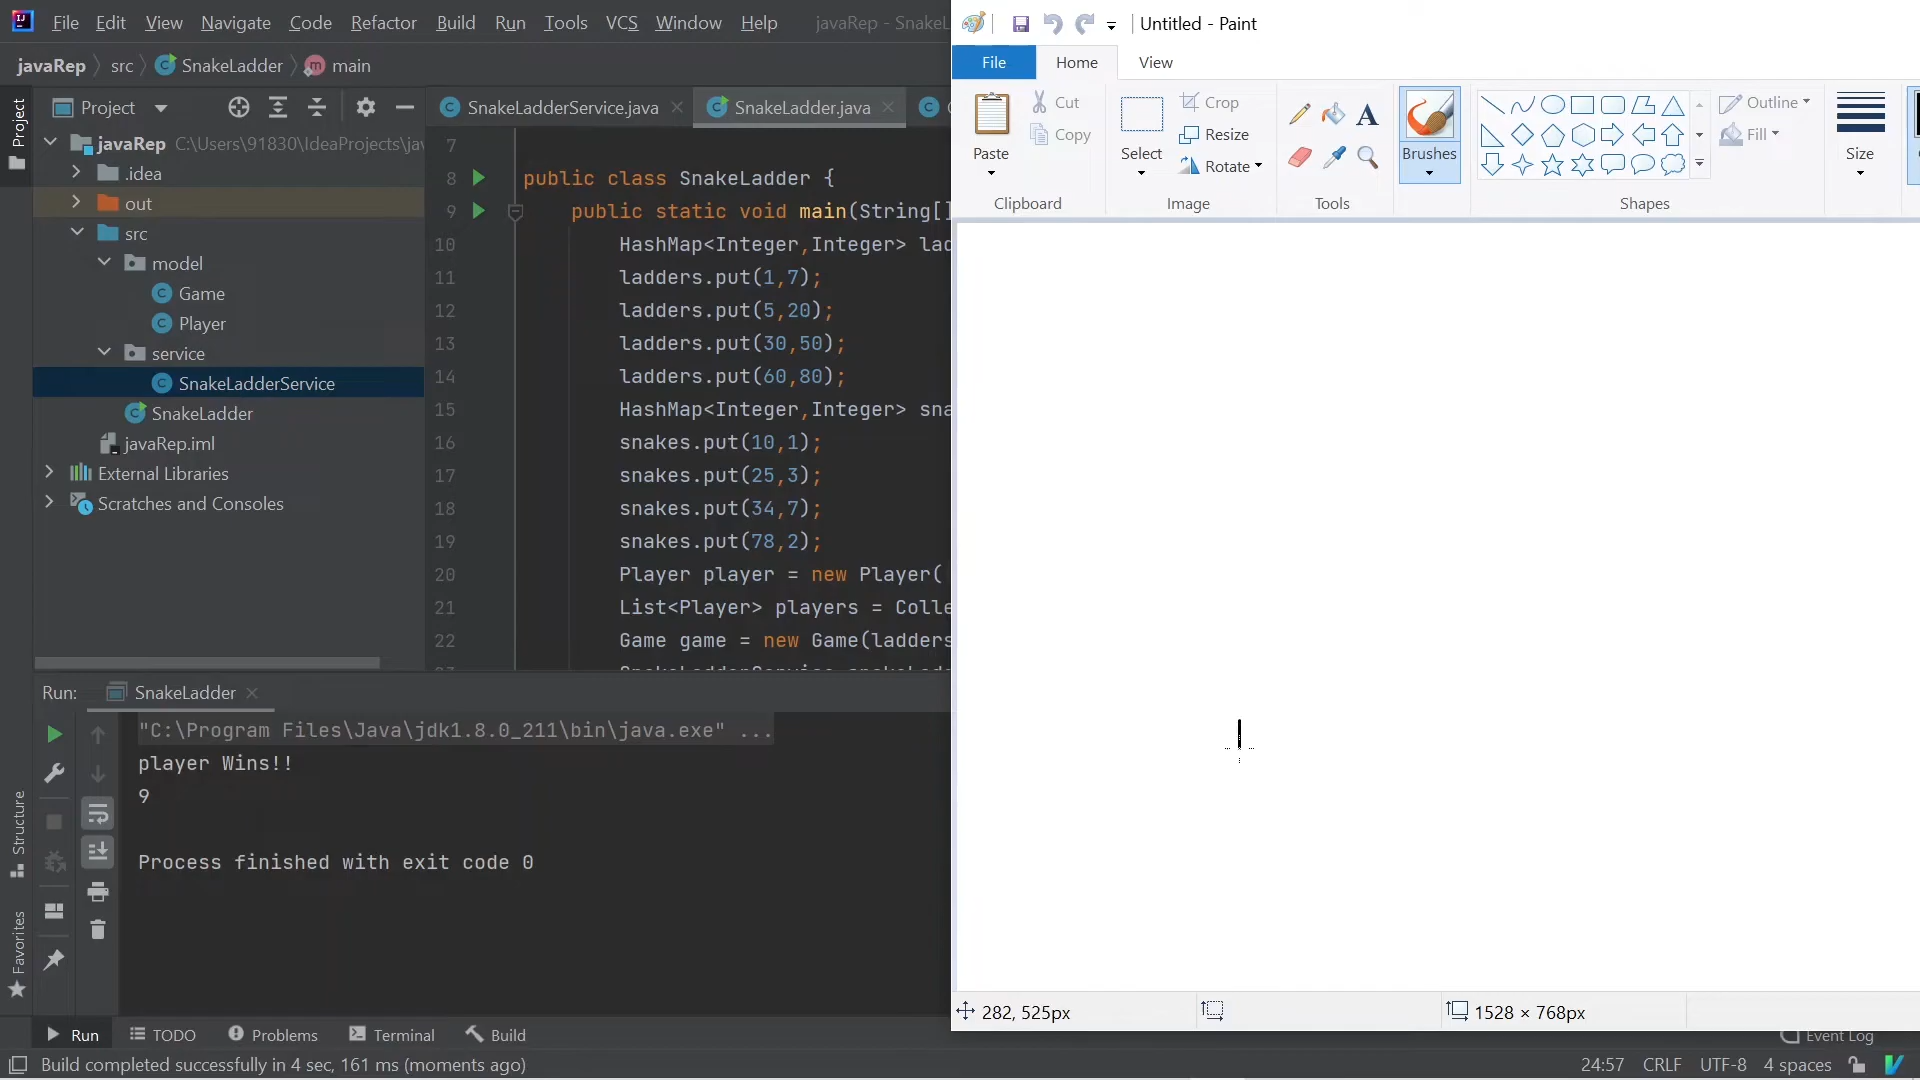 File Edit View Navigate Code Refactor Build Run Tools VCS Window Help javaRep - SnakeL
javaRep src SnakeLadder main
Project
SnakeLadderService.java SnakeLadder.java
javaRep C:\Users\91830\IdeaProjects\jav
.idea
out
src
model
Game
Player
service
SnakeLadderService
SnakeLadder
javaRep.iml
External Libraries
Scratches and Consoles
Project
Structure
Favorites
7
8 public class SnakeLadder {
9 public static void main(String[]
10 HashMap<Integer,Integer> lad
11 ladders.put(1,7);
12 ladders.put(5,20);
13 ladders.put(30,50);
14 ladders.put(60,80);
15 HashMap<Integer,Integer> sna
16 snakes.put(10,1);
17 snakes.put(25,3);
18 snakes.put(34,7);
19 snakes.put(78,2);
20 Player player = new Player(
21 List<Player> players = Colle
22 Game game = new Game(ladders
Run: SnakeLadder
"C:\Program Files\Java\jdk1.8.0_211\bin\java.exe" ...
player Wins!!
9
Process finished with exit code 0
Run TODO Problems Terminal Build
Event Log
Build completed successfully in 4 sec, 161 ms (moments ago)
24:57 CRLF UTF-8 4 spaces
Untitled - Paint
File Home View
Paste
Cut
Copy
Clipboard
Select
Crop
Resize
Rotate
Image
A
Tools
Brushes
Shapes
Outline
Fill
Size
282, 525px
1528 × 768px